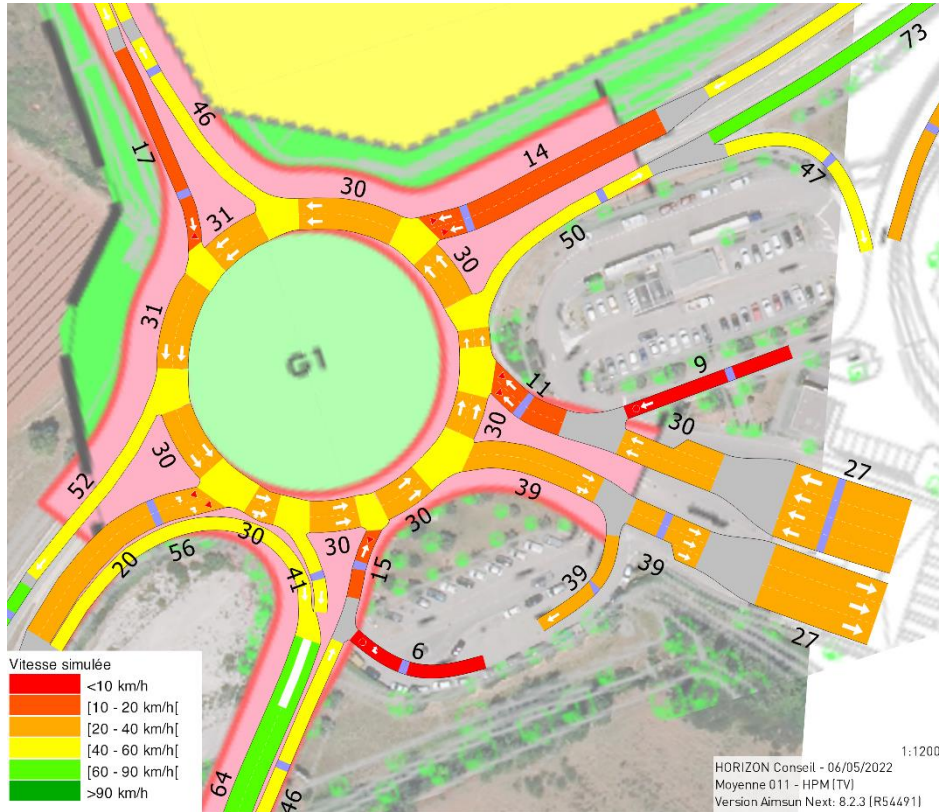 73
46
17
14
47
30
31
30
50
31
G1
9
11
30
30
27
30
52
39
30
30
56
30
20
41
15
39
39
27
6
64
46
Vitesse simulée
<10 km/h
[10 - 20 km/h[
[20 - 40 km/h[
[40 - 60 km/h[
[60 - 90 km/h[
>90 km/h
1:1200
HORIZON Conseil - 06/05/2022
Moyenne 011 - HPM (TV)
Version Aimsun Next: 8.2.3 (R54491)